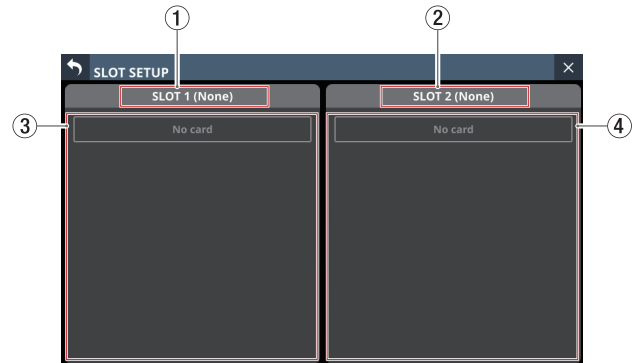 ① ②
SLOT SETUP
SLOT 1 (None) SLOT 2 (None)
③ No card No card ④